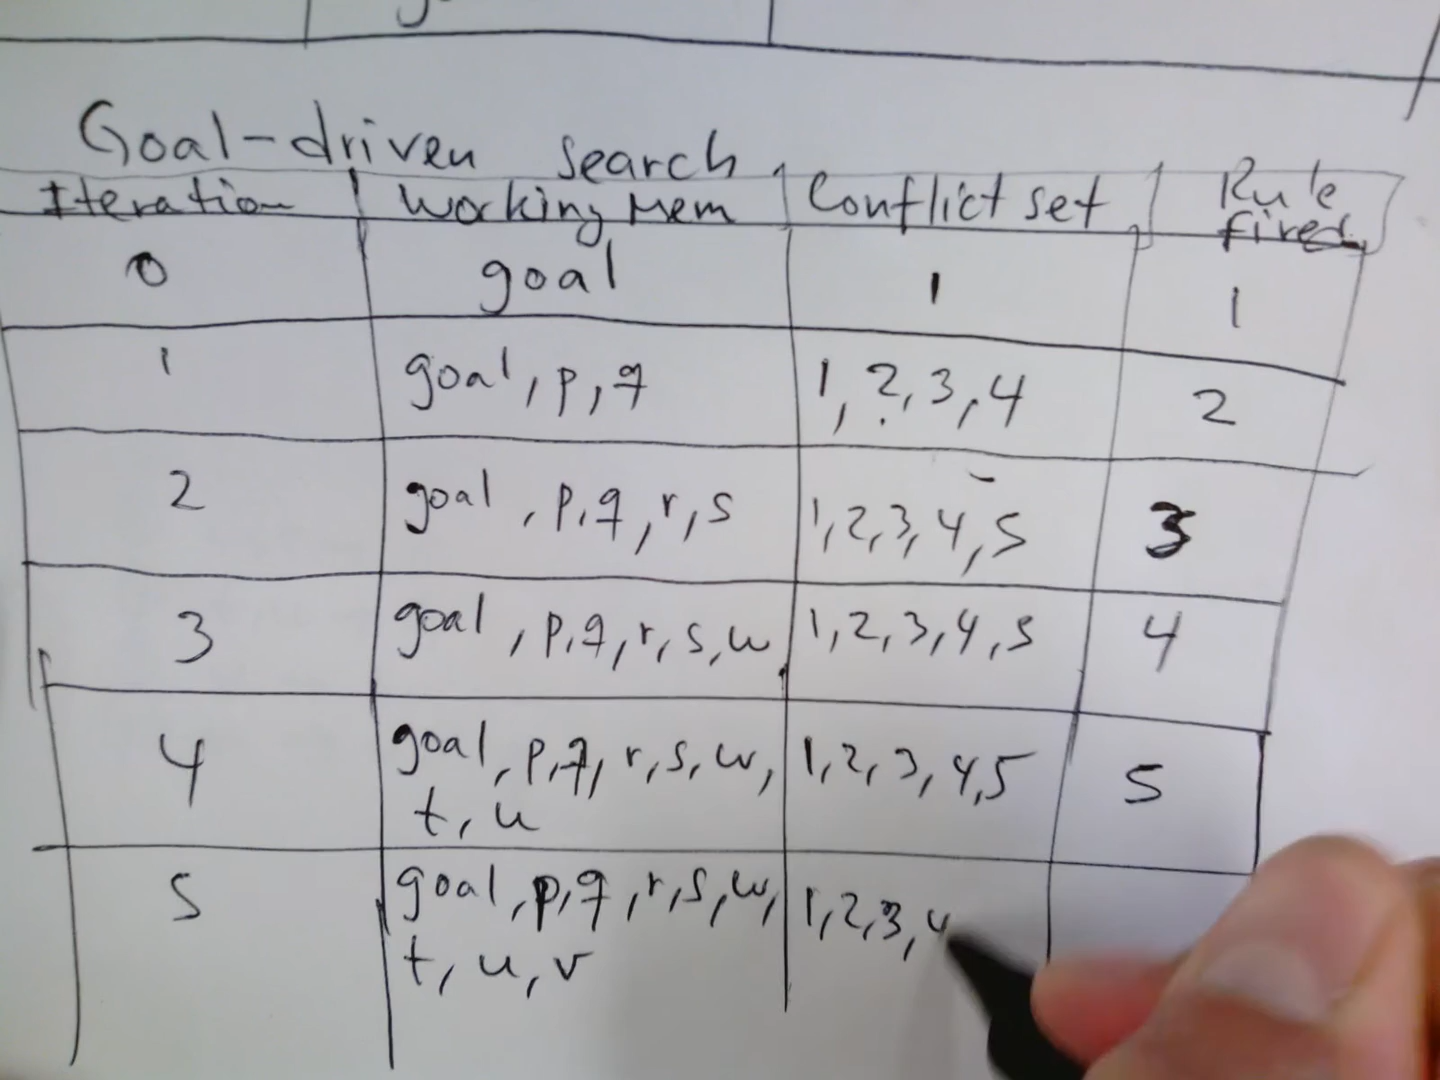 Goal-driven search
Iteration Working Mem Conflict set Rule fired
0 goal 1 1
1 goal, p, q 1, 2, 3, 4 2
2 goal, p, q, r, s 1, 2, 3, 4, 5 3
3 goal, p, q, r, s, w 1, 2, 3, 4, 5 4
4 goal, p, q, r, s, w, 1, 2, 3, 4, 5 5
t, u
5 goal, p, q, r, s, w, 1, 2, 3, 4
t, u, v